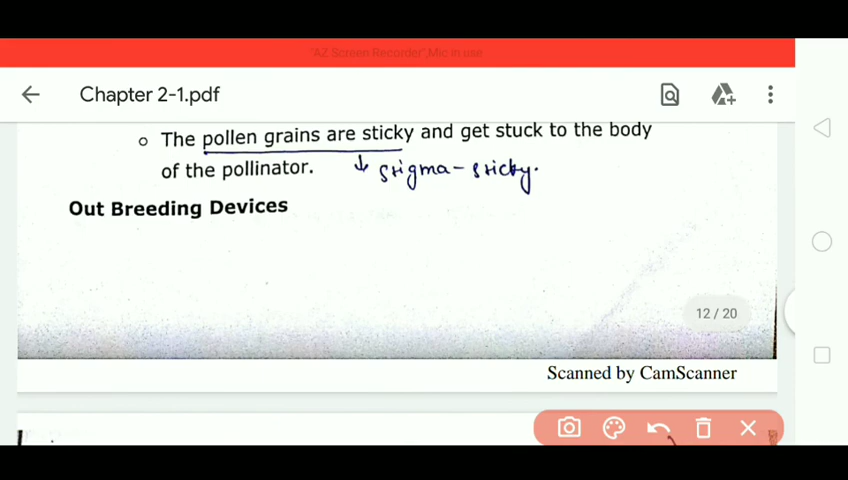 "AZ Screen Recorder".Mic in use
Chapter 2-1.pdf
o The pollen grains are sticky and get stuck to the body
of the pollinator. ↓ stigma - sticky.
Out Breeding Devices
12 / 20
Scanned by CamScanner